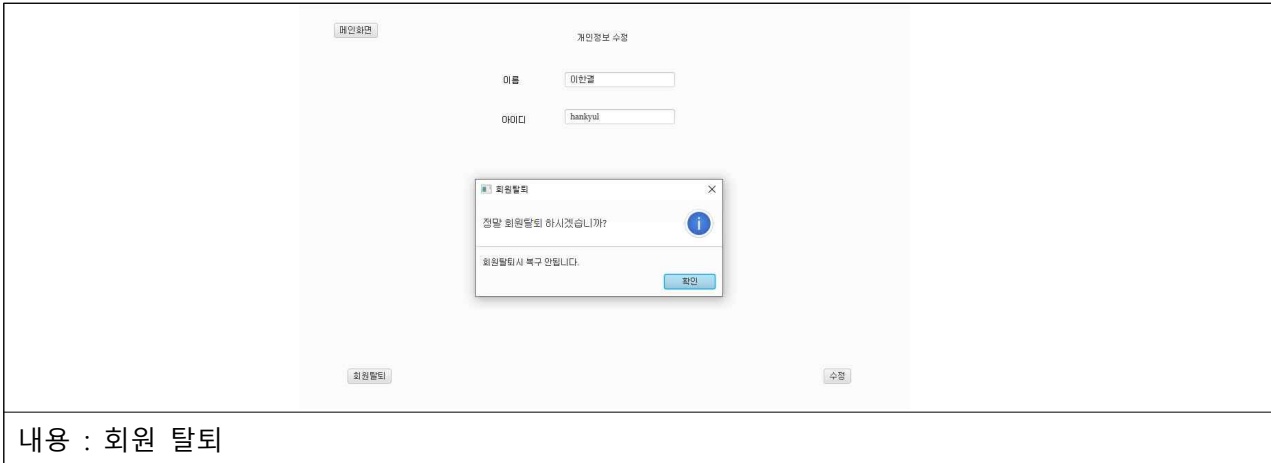 메인화면
개인정보 수정
이름 이한결
아이디 hankyul
회원탈퇴
정말 회원탈퇴 하시겠습니까?
회원탈퇴시 복구 안됩니다.
확인
회원탈퇴 수정
내용 : 회원 탈퇴